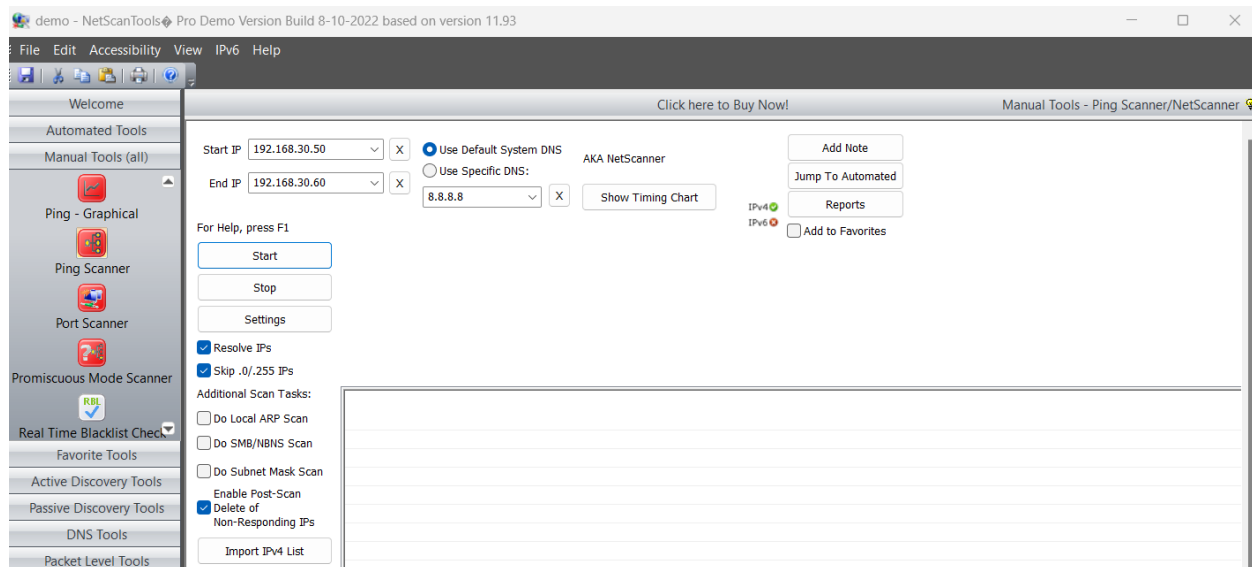 demo - NetScanTools� Pro Demo Version Build 8-10-2022 based on version 11.93
File Edit Accessibility View IPv6 Help
Welcome
Click here to Buy Now!
Manual Tools - Ping Scanner/NetScanner
Automated Tools
Manual Tools (all)
Ping - Graphical
Ping Scanner
Port Scanner
Promiscuous Mode Scanner
RBL
Real Time Blacklist Check
Favorite Tools
Active Discovery Tools
Passive Discovery Tools
DNS Tools
Packet Level Tools
Start IP 192.168.30.50 X
End IP 192.168.30.60 X
Use Default System DNS
Use Specific DNS:
8.8.8.8 X
AKA NetScanner
Show Timing Chart
IPv4
IPv6
Add Note
Jump To Automated
Reports
Add to Favorites
For Help, press F1
Start
Stop
Settings
Resolve IPs
Skip .0/.255 IPs
Additional Scan Tasks:
Do Local ARP Scan
Do SMB/NBNS Scan
Do Subnet Mask Scan
Enable Post-Scan
Delete of
Non-Responding IPs
Import IPv4 List